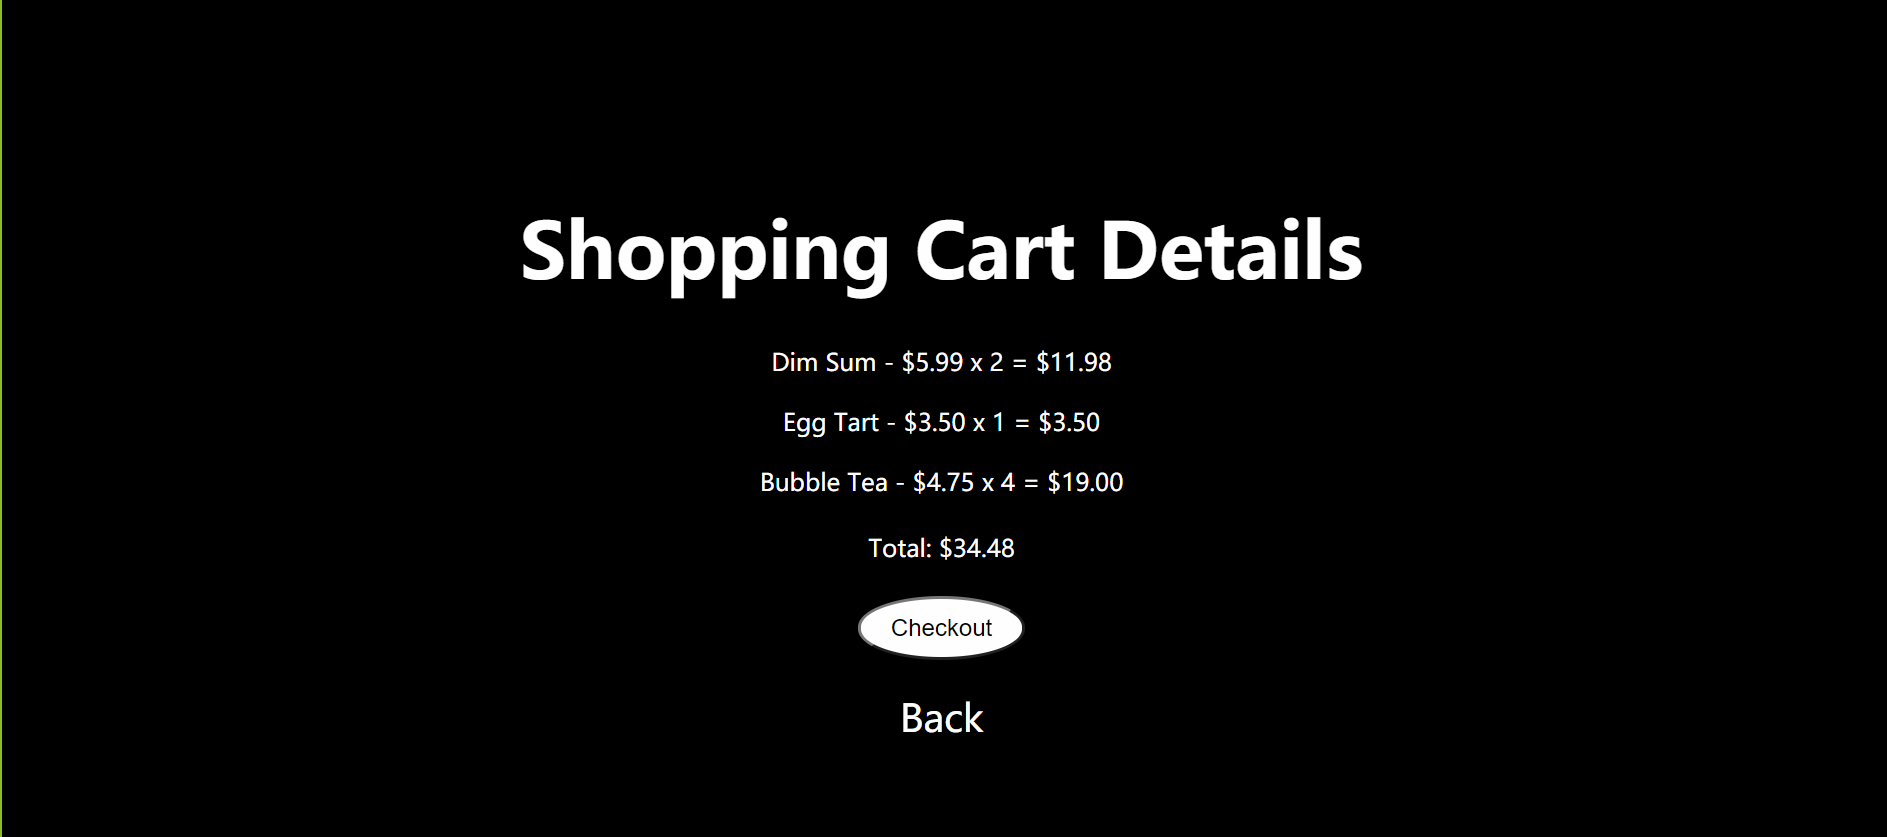 Shopping Cart Details
Dim Sum - $5.99 x 2 = $11.98
Egg Tart - $3.50 x 1 = $3.50
Bubble Tea - $4.75 x 4 = $19.00
Total: $34.48
Checkout
Back